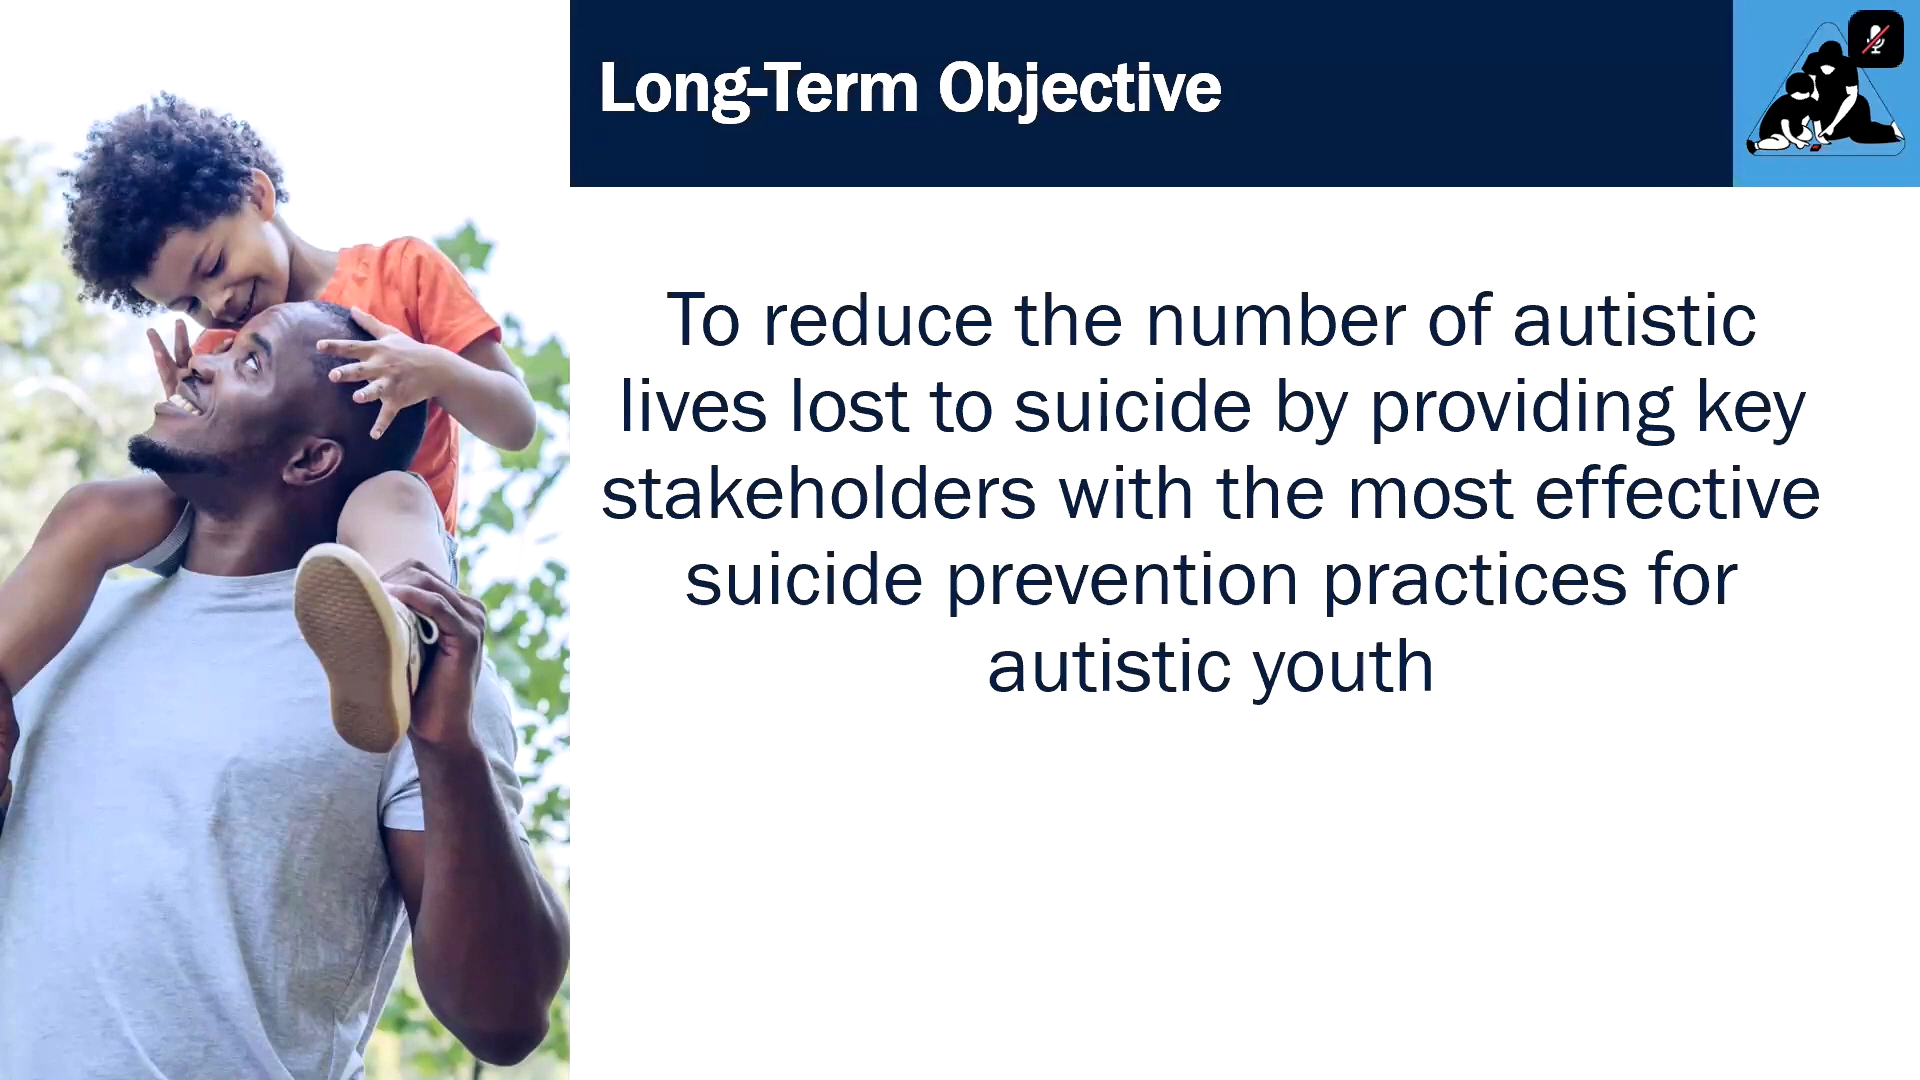 Long-Term Objective
To reduce the number of autistic
lives lost to suicide by providing key
stakeholders with the most effective
suicide prevention practices for
autistic youth